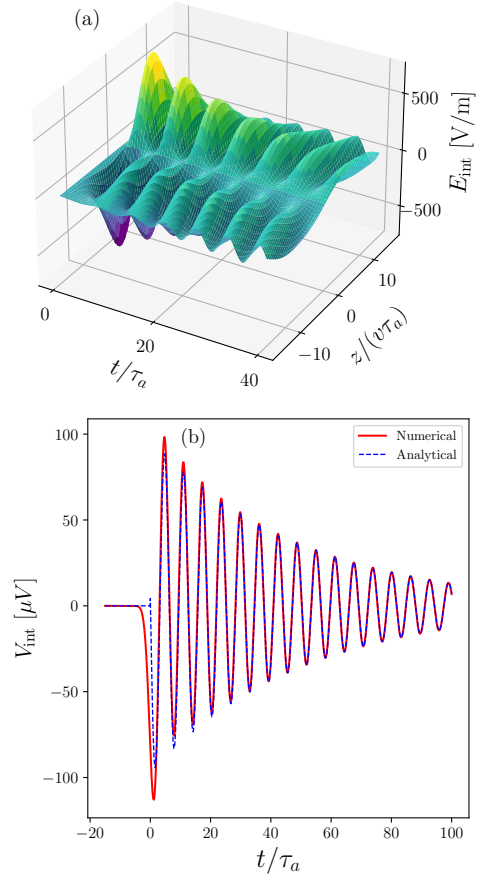 (a)
500
0
−500
E_int [V/m]
10
0
−10
z/(vτ_a)
0
20
40
t/τ_a
(b)
Numerical
Analytical
100
50
0
−50
−100
V_int [μV]
−20
0
20
40
60
80
100
t/τ_a